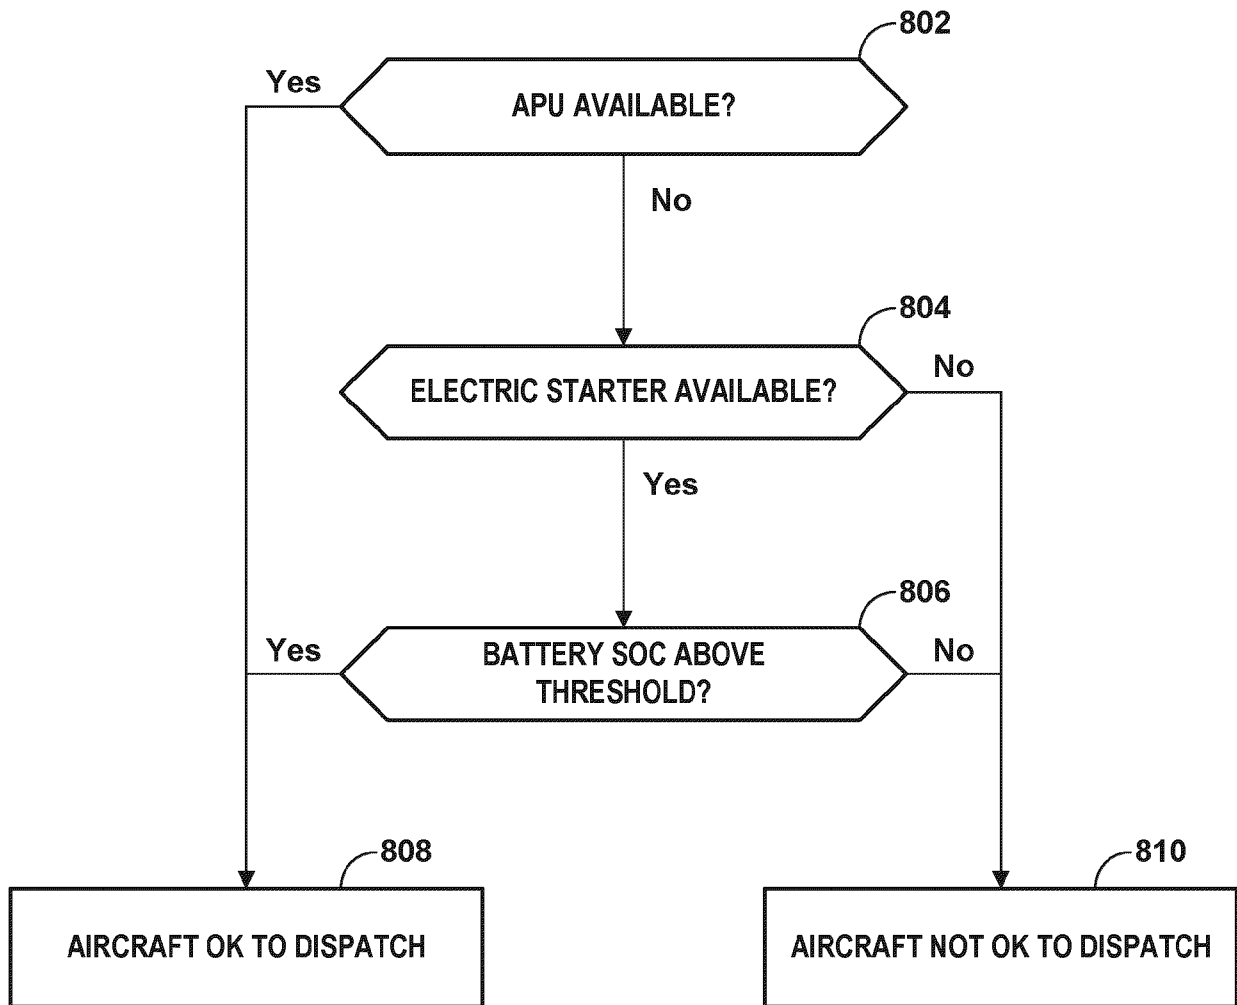 802
Yes
APU AVAILABLE?
No
804
ELECTRIC STARTER AVAILABLE?
No
Yes
806
Yes
BATTERY SOC ABOVE
THRESHOLD?
No
808
810
AIRCRAFT OK TO DISPATCH
AIRCRAFT NOT OK TO DISPATCH